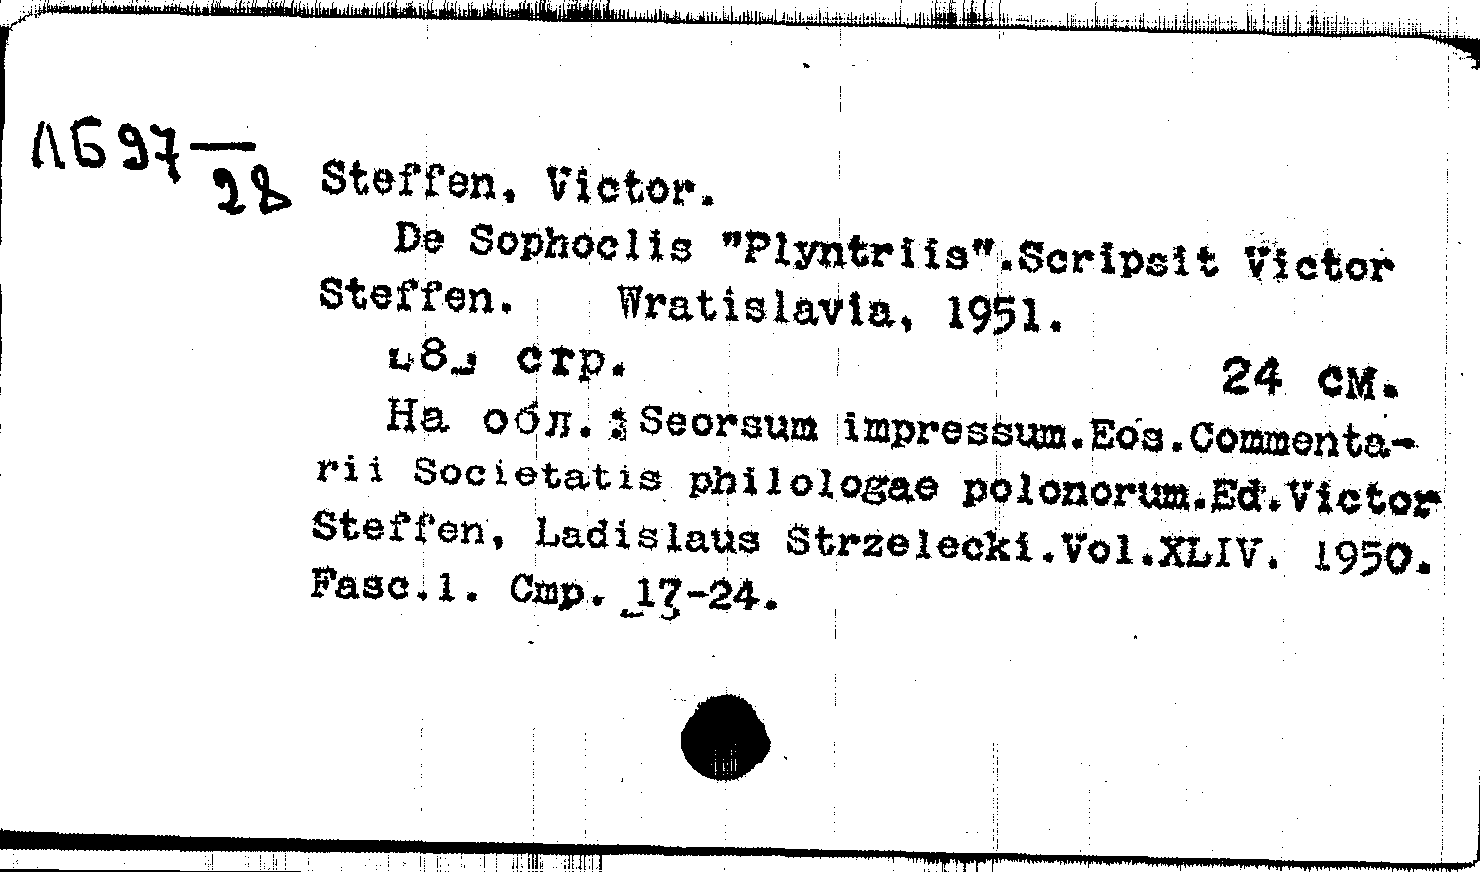 Л697—
28
Steffen, Victor.
De Sophoclis "Plyntriis".Scripsit Victor
Steffen. Wratislavia, 1951.
[8] стр. 24 см.
На обл.: Seorsum impressum.Eos.Commenta-
rii Societatis philologae polonorum.Ed.Victor
Steffen, Ladislaus Strzelecki.Vol.XLIV. 1950.
Fasc.1. Стр. 17-24.